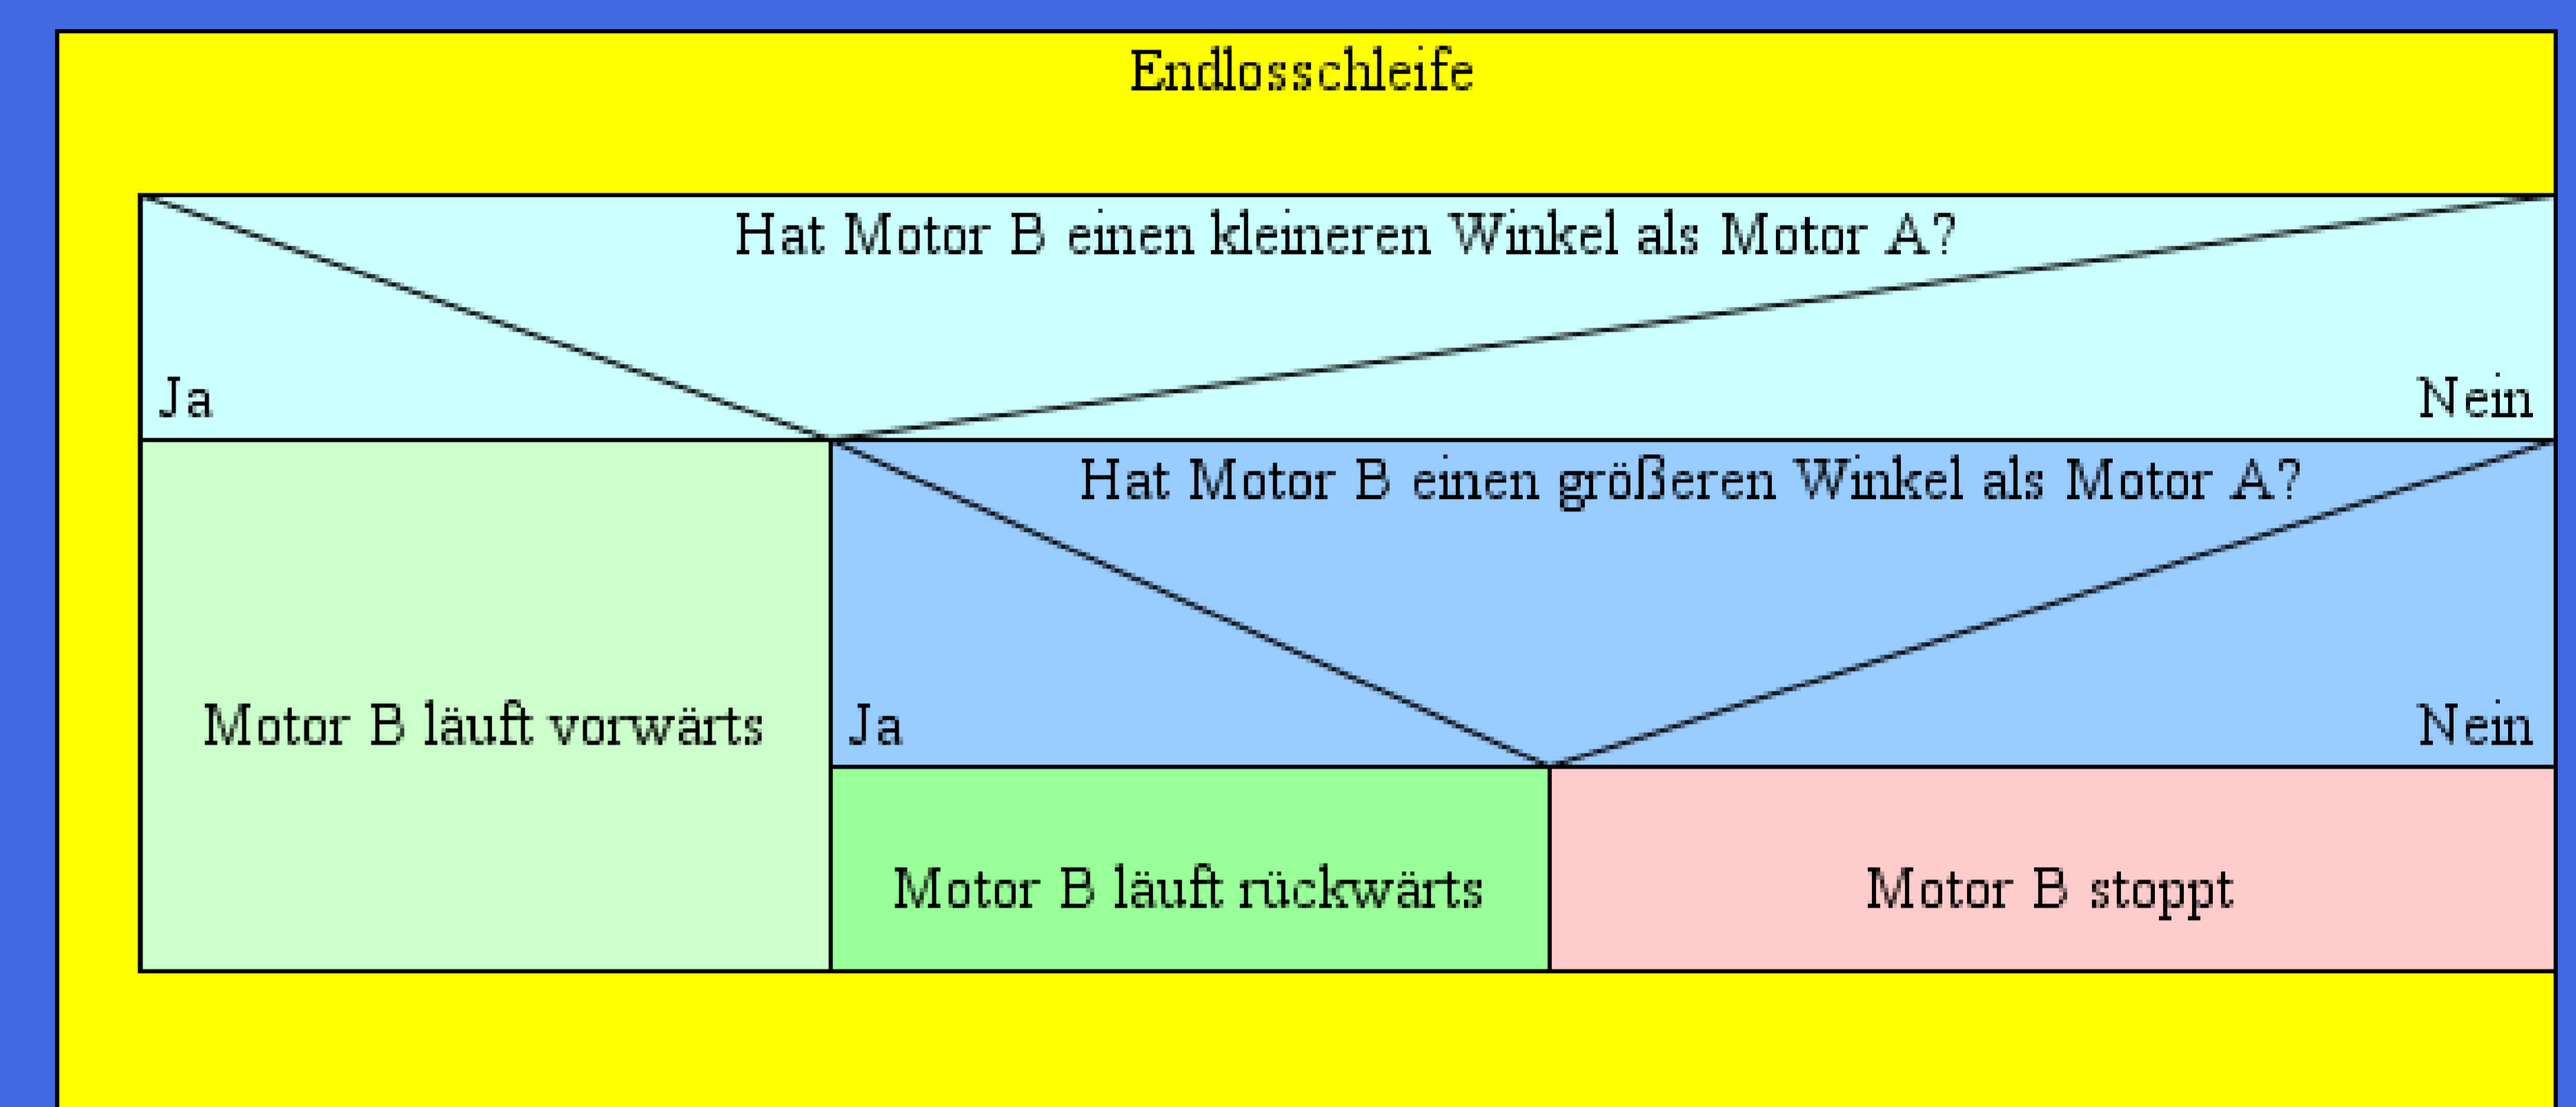 Endlosschleife
Hat Motor B einen kleineren Winkel als Motor A?
Ja
Nein
Hat Motor B einen größeren Winkel als Motor A?
Motor B läuft vorwärts
Ja
Nein
Motor B läuft rückwärts
Motor B stoppt